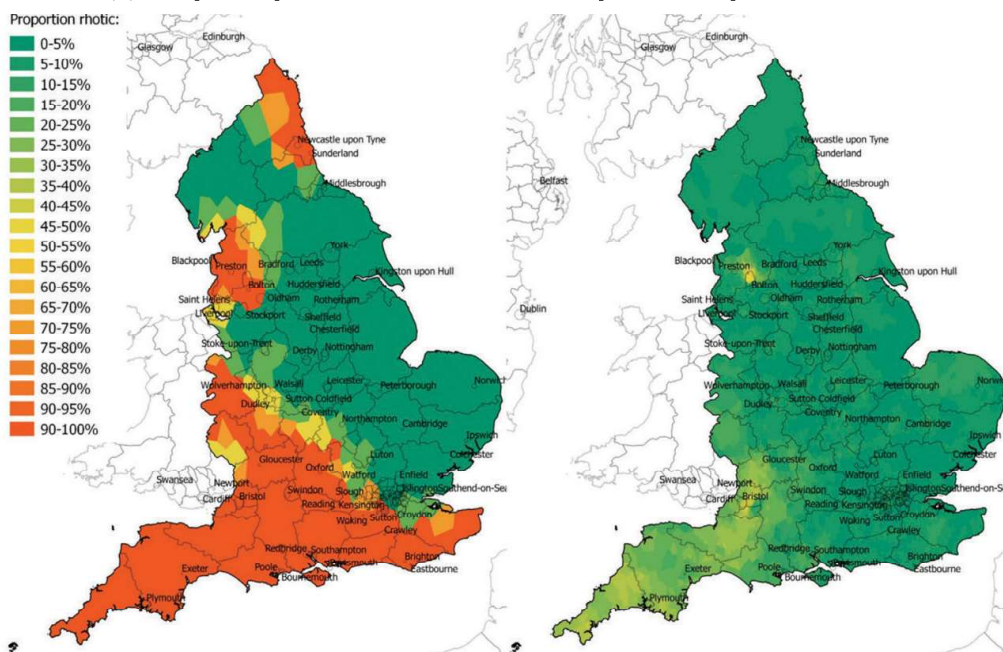 Proportion rhotic:
0-5%
5-10%
10-15%
15-20%
20-25%
25-30%
30-35%
35-40%
40-45%
45-50%
50-55%
55-60%
60-65%
65-70%
70-75%
75-80%
80-85%
85-90%
90-95%
90-100%
Edinburgh
Glasgow
Newcastle upon Tyne
Sunderland
Middlesbrough
York
Blackpool
Preston
Bradford
Leeds
Kingston upon Hull
Bolton
Huddersfield
Saint Helens
Oldham
Rotherham
Liverpool
Stockport
Sheffield
Chesterfield
Stoke-upon-Trent
Derby
Nottingham
Wolverhampton
Walsall
Leicester
Peterborough
Norwich
Dudley
Sutton Coldfield
Coventry
Northampton
Cambridge
Ipswich
Gloucester
Luton
Colchester
Oxford
Watford
Enfield
Swansea
Newport
Swindon
Slough
Islington
Southend-on-Sea
Cardiff
Bristol
Reading
Kensington
Woking
Sutton
Croydon
Crawley
Redbridge
Southampton
Brighton
Exeter
Poole
Eastbourne
Bournemouth
Plymouth
Edinburgh
Glasgow
Newcastle upon Tyne
Sunderland
Belfast
Middlesbrough
York
Blackpool
Preston
Bradford
Leeds
Kingston upon Hull
Bolton
Huddersfield
Dublin
Saint Helens
Oldham
Rotherham
Liverpool
Stockport
Sheffield
Chesterfield
Stoke-upon-Trent
Derby
Nottingham
Wolverhampton
Walsall
Leicester
Peterborough
Norwich
Dudley
Sutton Coldfield
Coventry
Northampton
Cambridge
Ipswich
Gloucester
Luton
Colchester
Oxford
Watford
Enfield
Swansea
Newport
Swindon
Slough
Islington
Southend-on-Sea
Cardiff
Bristol
Reading
Kensington
Woking
Sutton
Croydon
Crawley
Redbridge
Southampton
Brighton
Exeter
Poole
Eastbourne
Bournemouth
Plymouth